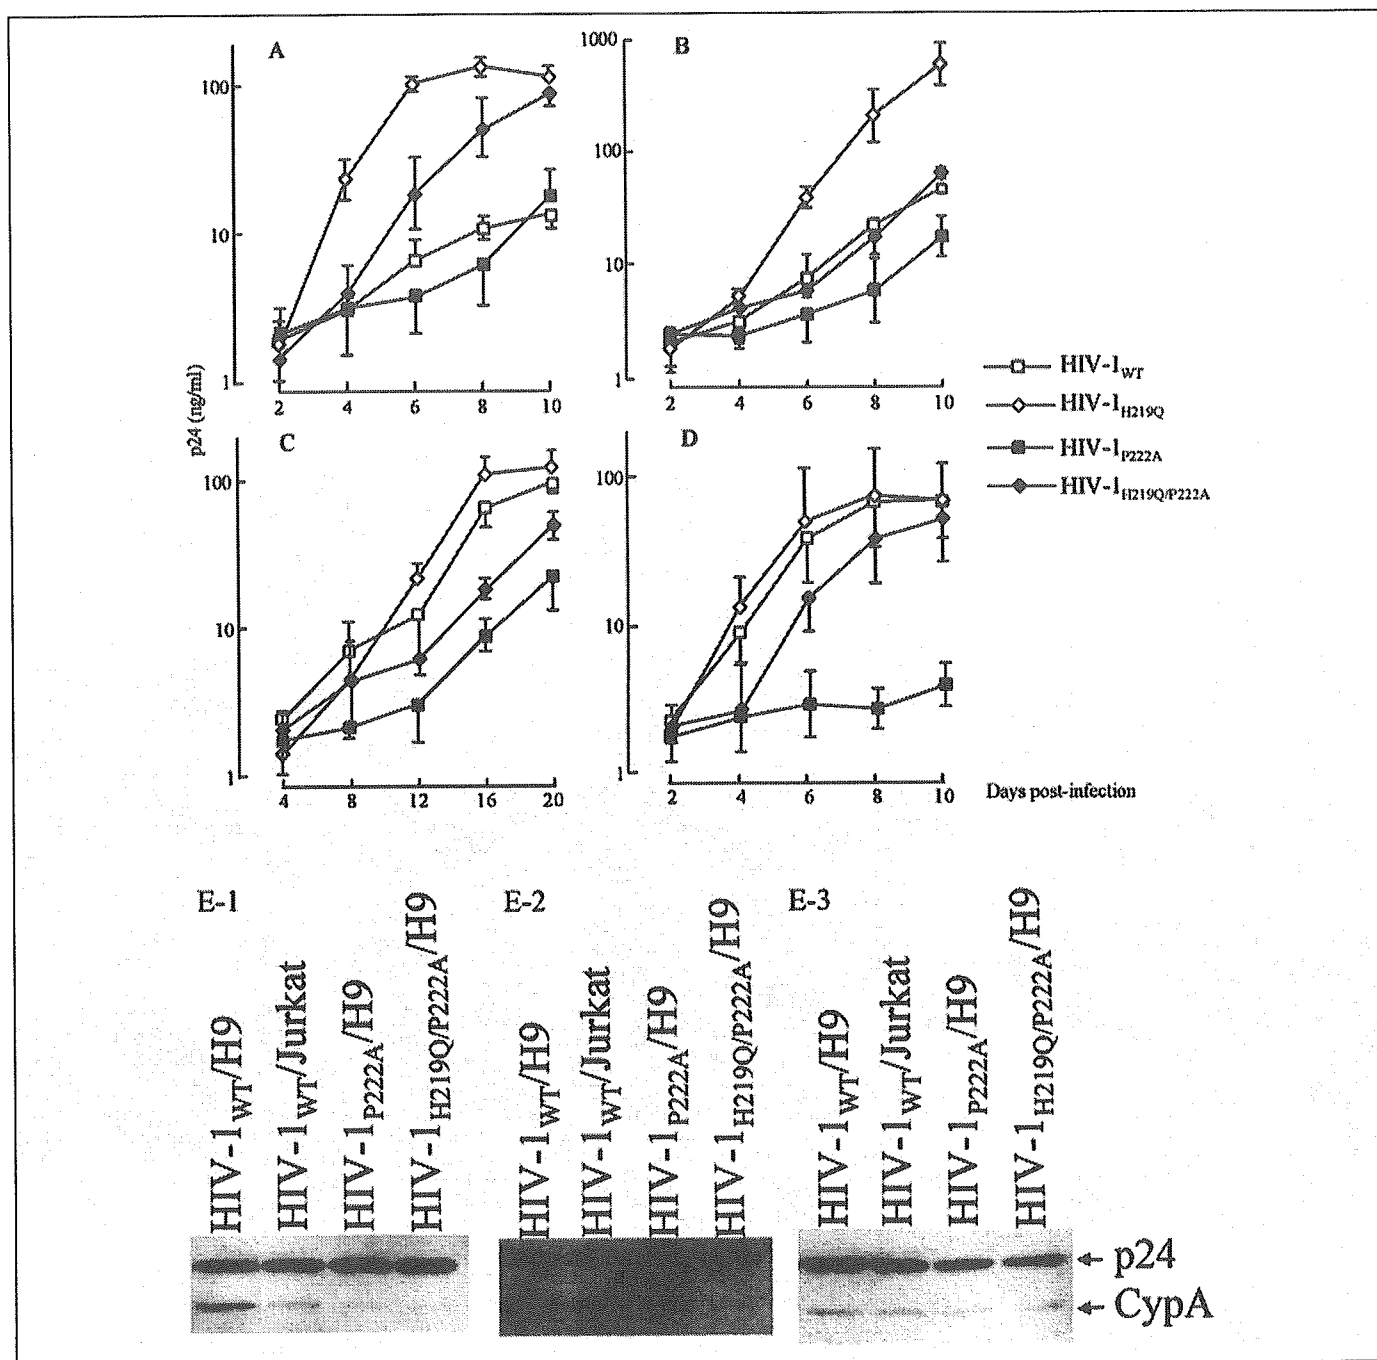 A
100
10
1
2 4 6 8 10
B
1000
100
10
1
2 4 6 8 10
p24 (ng/ml)
C
100
10
1
4 8 12 16 20
D
100
10
1
2 4 6 8 10
Days post-infection
HIV-1WT
HIV-1H219Q
HIV-1P222A
HIV-1H219Q/P222A
E-1
HIV-1WT/H9
HIV-1WT/Jurkat
HIV-1P222A/H9
HIV-1H219Q/P222A/H9
E-2
HIV-1WT/H9
HIV-1WT/Jurkat
HIV-1P222A/H9
HIV-1H219Q/P222A/H9
E-3
HIV-1WT/H9
HIV-1WT/Jurkat
HIV-1P222A/H9
HIV-1H219Q/P222A/H9
p24
CypA